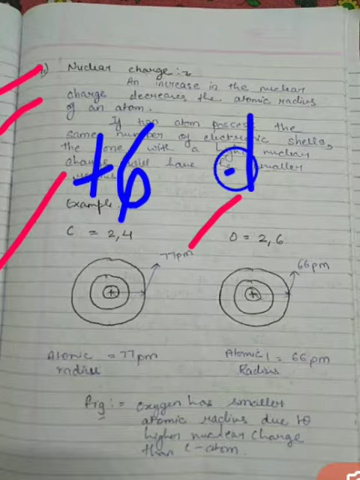 b) Nuclear charge :-
An increase in the nuclear
charge decreases the atomic radius
of an atom.
If two atom process the
same number of electronic shells,
the one with a nuclear
charge will have smaller
+6
Example
C = 2,4 O = 2,6
77pm 66pm
+ +
Atomic radius = 77pm Atomic Radius = 66pm
Fig:- Oxygen has smaller
atomic radius due to
higher nuclear change
than C-atom.